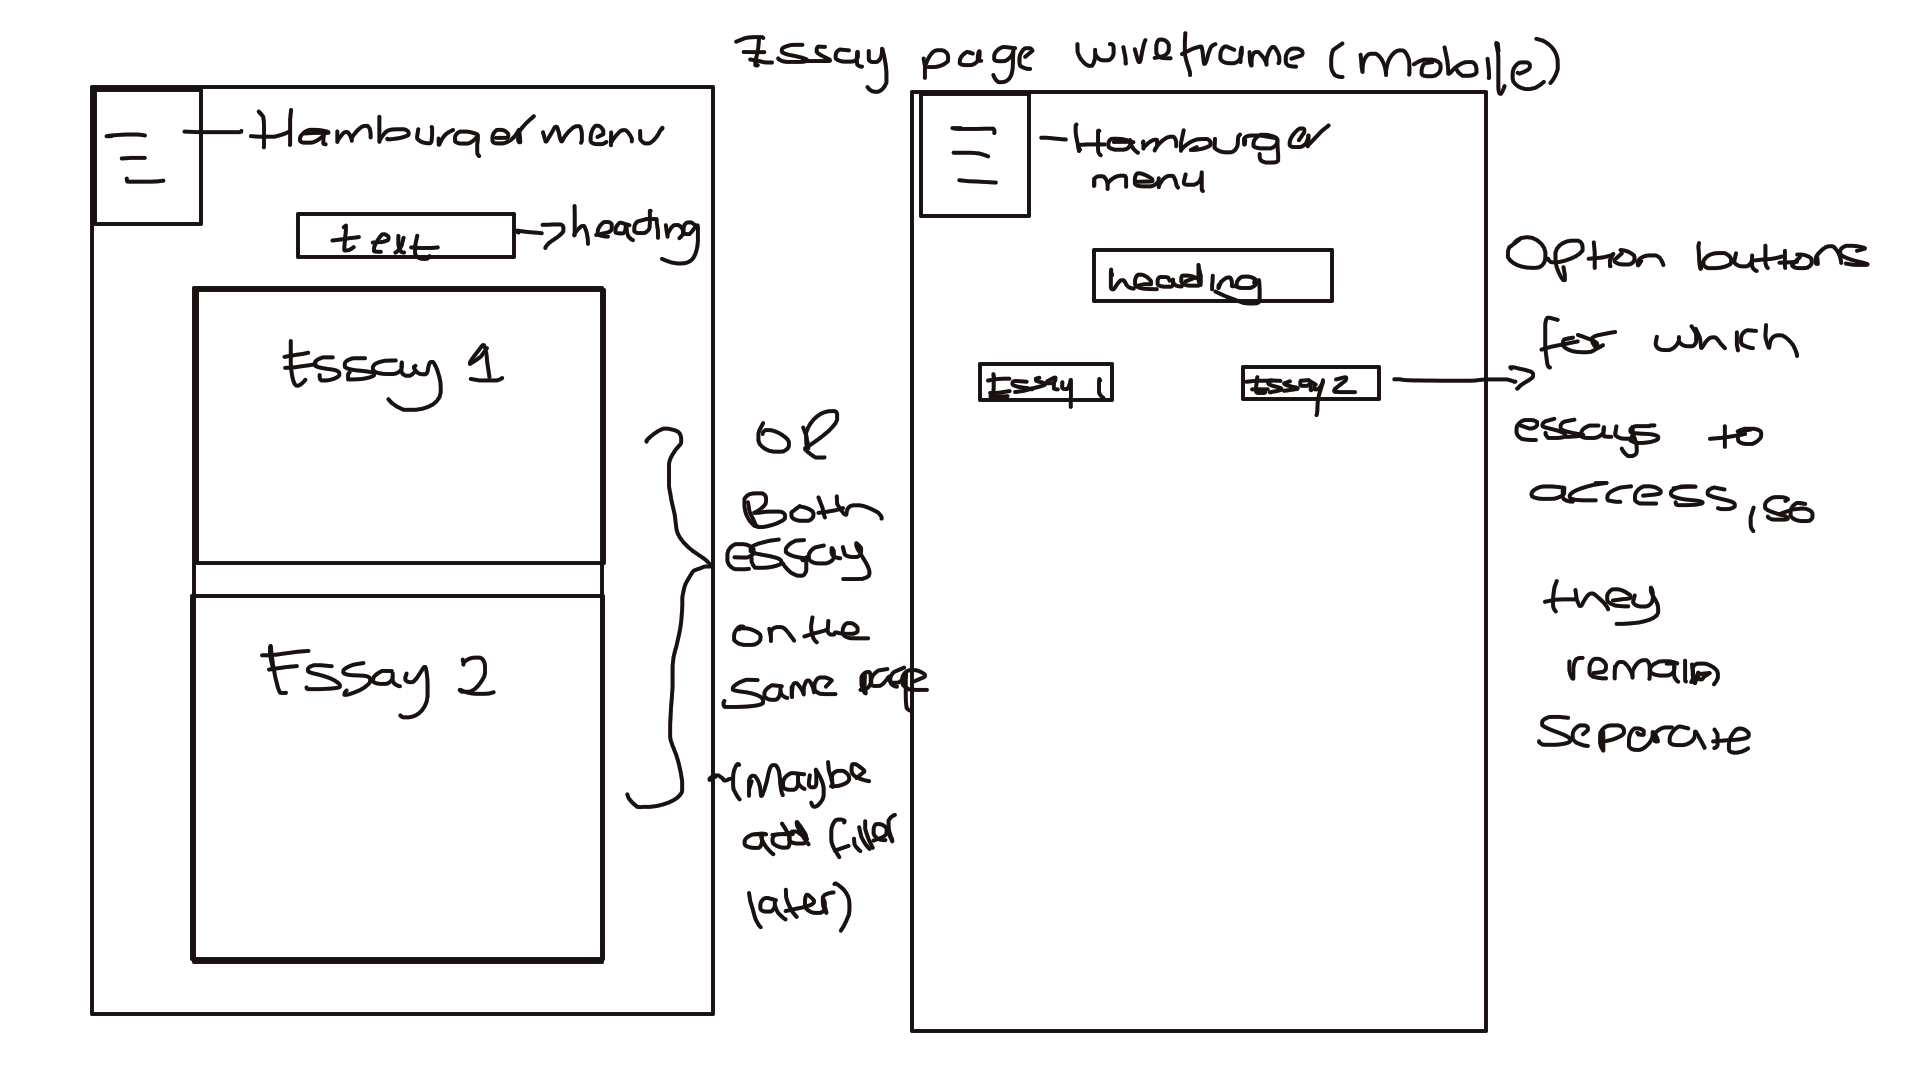 Essay page wireframe (mobile)
Hamburger menu
text
heading
Essay 1
Essay 2
OR
Both
essay
on the
same page
(Maybe
add filler
later)
Hamburger
menu
heading
Essay 1
Essay 2
Option buttons
for which
essays to
access, so
they
remain
seperate